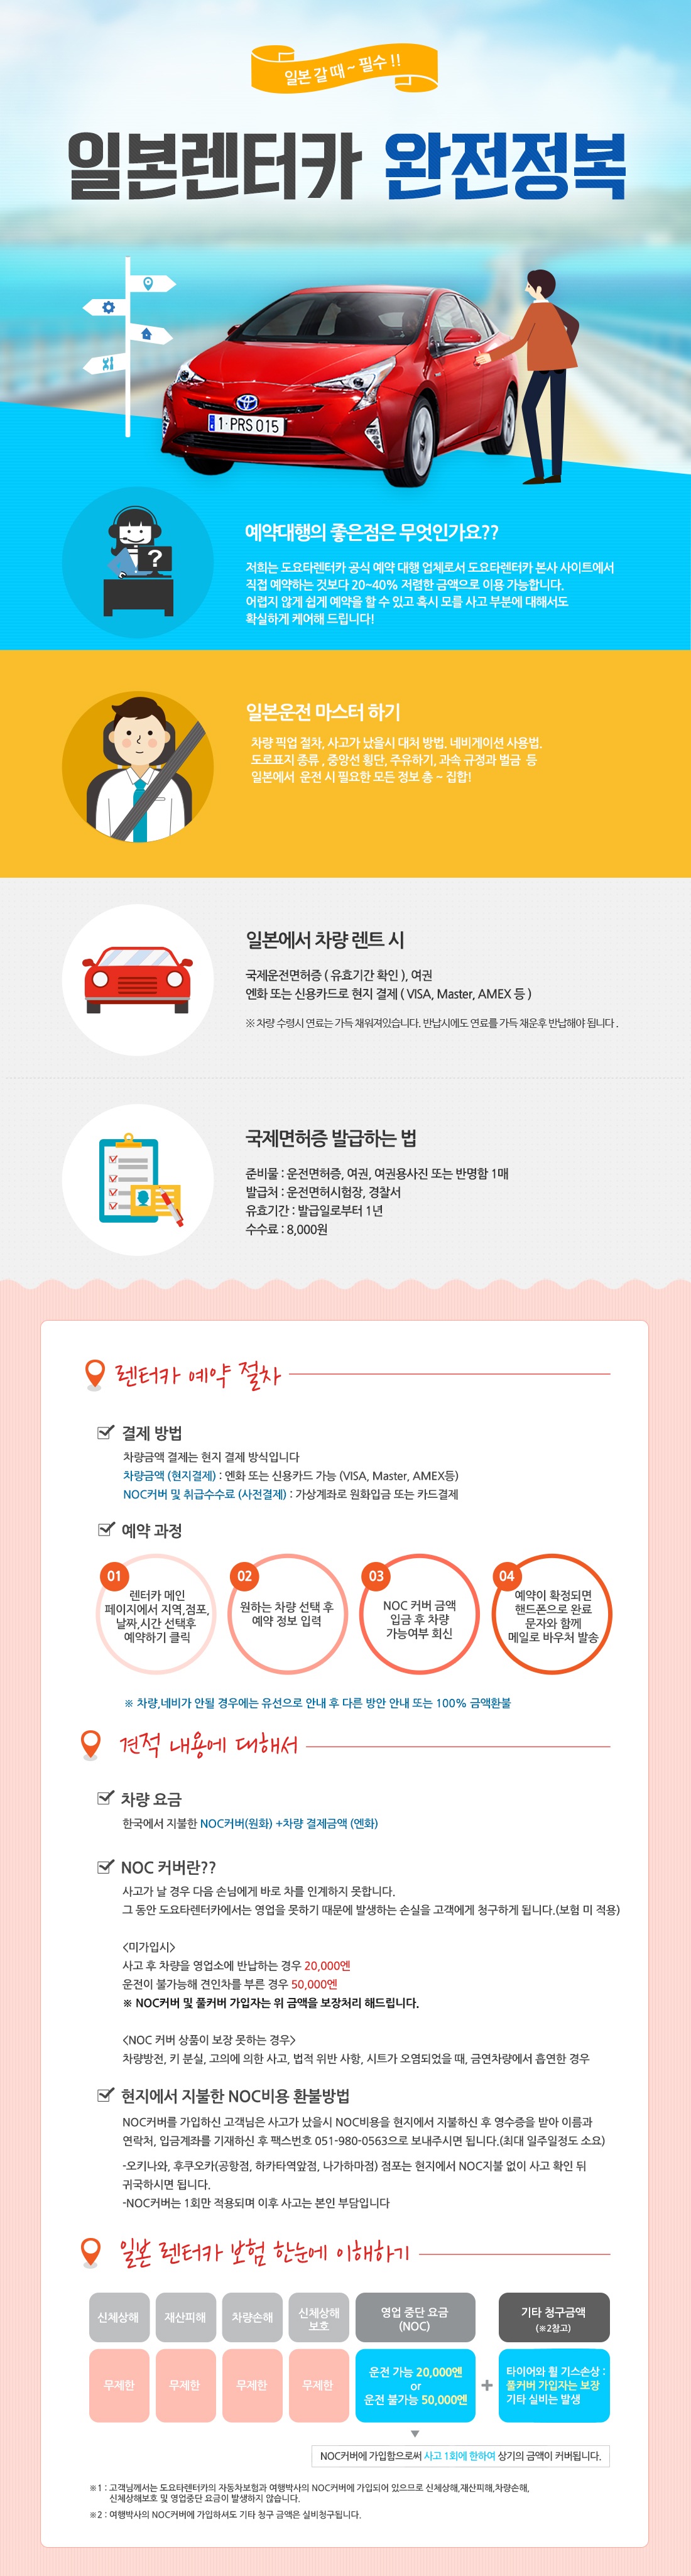 일본 갈 때 ~ 필수 !!
일본렌터카 완전정복
1·PRS 015
예약대행의 좋은점은 무엇인가요??
?
저희는 도요타렌터카 공식 예약 대행 업체로서 도요타렌터카 본사 사이트에서
직접 예약하는 것보다 20~40% 저렴한 금액으로 이용 가능합니다.
어렵지 않게 쉽게 예약을 할 수 있고 혹시 모를 사고 부분에 대해서도
확실하게 케어해 드립니다!
일본운전 마스터 하기
차량 픽업 절차, 사고가 났을시 대처 방법, 네비게이션 사용법,
도로표지 종류 , 중앙선 횡단, 주유하기, 과속 규정과 벌금 등
일본에서 운전 시 필요한 모든 정보 총 ~ 집합!
일본에서 차량 렌트 시
국제운전면허증 ( 유효기간 확인 ), 여권
엔화 또는 신용카드로 현지 결제 ( VISA, Master, AMEX 등 )
※ 차량 수령시 연료는 가득 채워져있습니다. 반납시에도 연료를 가득 채운후 반납해야 됩니다 .
국제면허증 발급하는 법
준비물 : 운전면허증, 여권, 여권용사진 또는 반명함 1매
발급처 : 운전면허시험장, 경찰서
유효기간 : 발급일로부터 1년
수수료 : 8,000원
렌터카 예약 절차
결제 방법
차량금액 결제는 현지 결제 방식입니다
차량금액 (현지결제) : 엔화 또는 신용카드 가능 (VISA, Master, AMEX등)
NOC커버 및 취급수수료 (사전결제) : 가상계좌로 원화입금 또는 카드결제
예약 과정
01
렌터카 메인
페이지에서 지역,점포,
날짜,시간 선택후
예약하기 클릭
02
원하는 차량 선택 후
예약 정보 입력
03
NOC 커버 금액
입금 후 차량
가능여부 회신
04
예약이 확정되면
핸드폰으로 완료
문자와 함께
메일로 바우처 발송
※ 차량,네비가 안될 경우에는 유선으로 안내 후 다른 방안 안내 또는 100% 금액환불
견적 내용에 대해서
차량 요금
한국에서 지불한 NOC커버(원화) +차량 결제금액 (엔화)
NOC 커버란??
사고가 날 경우 다음 손님에게 바로 차를 인계하지 못합니다.
그 동안 도요타렌터카에서는 영업을 못하기 때문에 발생하는 손실을 고객에게 청구하게 됩니다.(보험 미 적용)
<미가입시>
사고 후 차량을 영업소에 반납하는 경우 20,000엔
운전이 불가능해 견인차를 부른 경우 50,000엔
※ NOC커버 및 풀커버 가입자는 위 금액을 보장처리 해드립니다.
<NOC 커버 상품이 보장 못하는 경우>
차량방전, 키 분실, 고의에 의한 사고, 법적 위반 사항, 시트가 오염되었을 때, 금연차량에서 흡연한 경우
현지에서 지불한 NOC비용 환불방법
NOC커버를 가입하신 고객님은 사고가 났을시 NOC비용을 현지에서 지불하신 후 영수증을 받아 이름과
연락처, 입금계좌를 기재하신 후 팩스번호 051-980-0563으로 보내주시면 됩니다.(최대 일주일정도 소요)
-오키나와, 후쿠오카(공항점, 하카타역앞점, 나가하마점) 점포는 현지에서 NOC지불 없이 사고 확인 뒤
귀국하시면 됩니다.
-NOC커버는 1회만 적용되며 이후 사고는 본인 부담입니다
일본 렌터카 보험 한눈에 이해하기
신체상해
재산피해
차량손해
신체상해
보호
영업 중단 요금
(NOC)
기타 청구금액
(※2참고)
무제한
무제한
무제한
무제한
운전 가능 20,000엔
or
운전 불가능 50,000엔
+
타이어와 휠 기스손상 :
풀커버 가입자는 보장
기타 실비는 발생
NOC커버에 가입함으로써 사고 1회에 한하여 상기의 금액이 커버됩니다.
※1 : 고객님께서는 도요타렌터카의 자동차보험과 여행박사의 NOC커버에 가입되어 있으므로 신체상해,재산피해,차량손해,
신체상해보호 및 영업중단 요금이 발생하지 않습니다.
※2 : 여행박사의 NOC커버에 가입하셔도 기타 청구 금액은 실비청구됩니다.